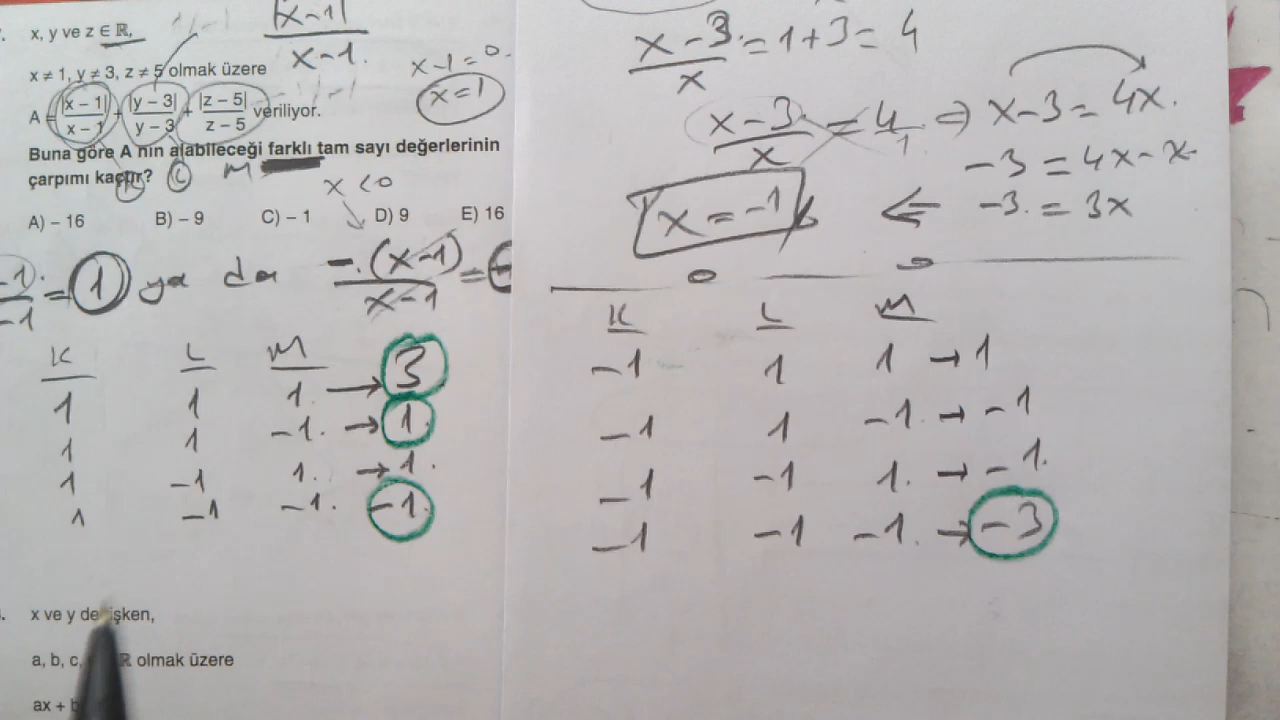 x, y ve z ∈ ℝ,
x ≠ 1, y ≠ 3, z ≠ 5 olmak üzere
A = |x – 1|/x – 1 + |y – 3|/y – 3 + |z – 5|/z – 5 veriliyor.
Buna göre A nın alabileceği farklı tam sayı değerlerinin
çarpımı kaçtır?
K L M
A) – 16 B) – 9 C) – 1 D) 9 E) 16
|x-1|/x-1.
x-1=0.
x=1
x<0
-1/-1 = 1 ya da -.(x-1)/x-1 =
K L M
1 1 1. → 3
1 1 -1. → 1.
1 -1 1. → 1.
1 -1 -1. → -1.
x ve y
a, b, c, ℝ olmak üzere
ax +
x-3/x = 1+3 = 4
x-3/x = 4/1 ⇒ x-3 = 4x.
-3 = 4x-x
x=-1 ⇐ -3. = 3x
K L M
-1 1 1 → 1
-1 1 -1. → -1
-1 -1 1. → -1.
-1 -1 -1. → -3